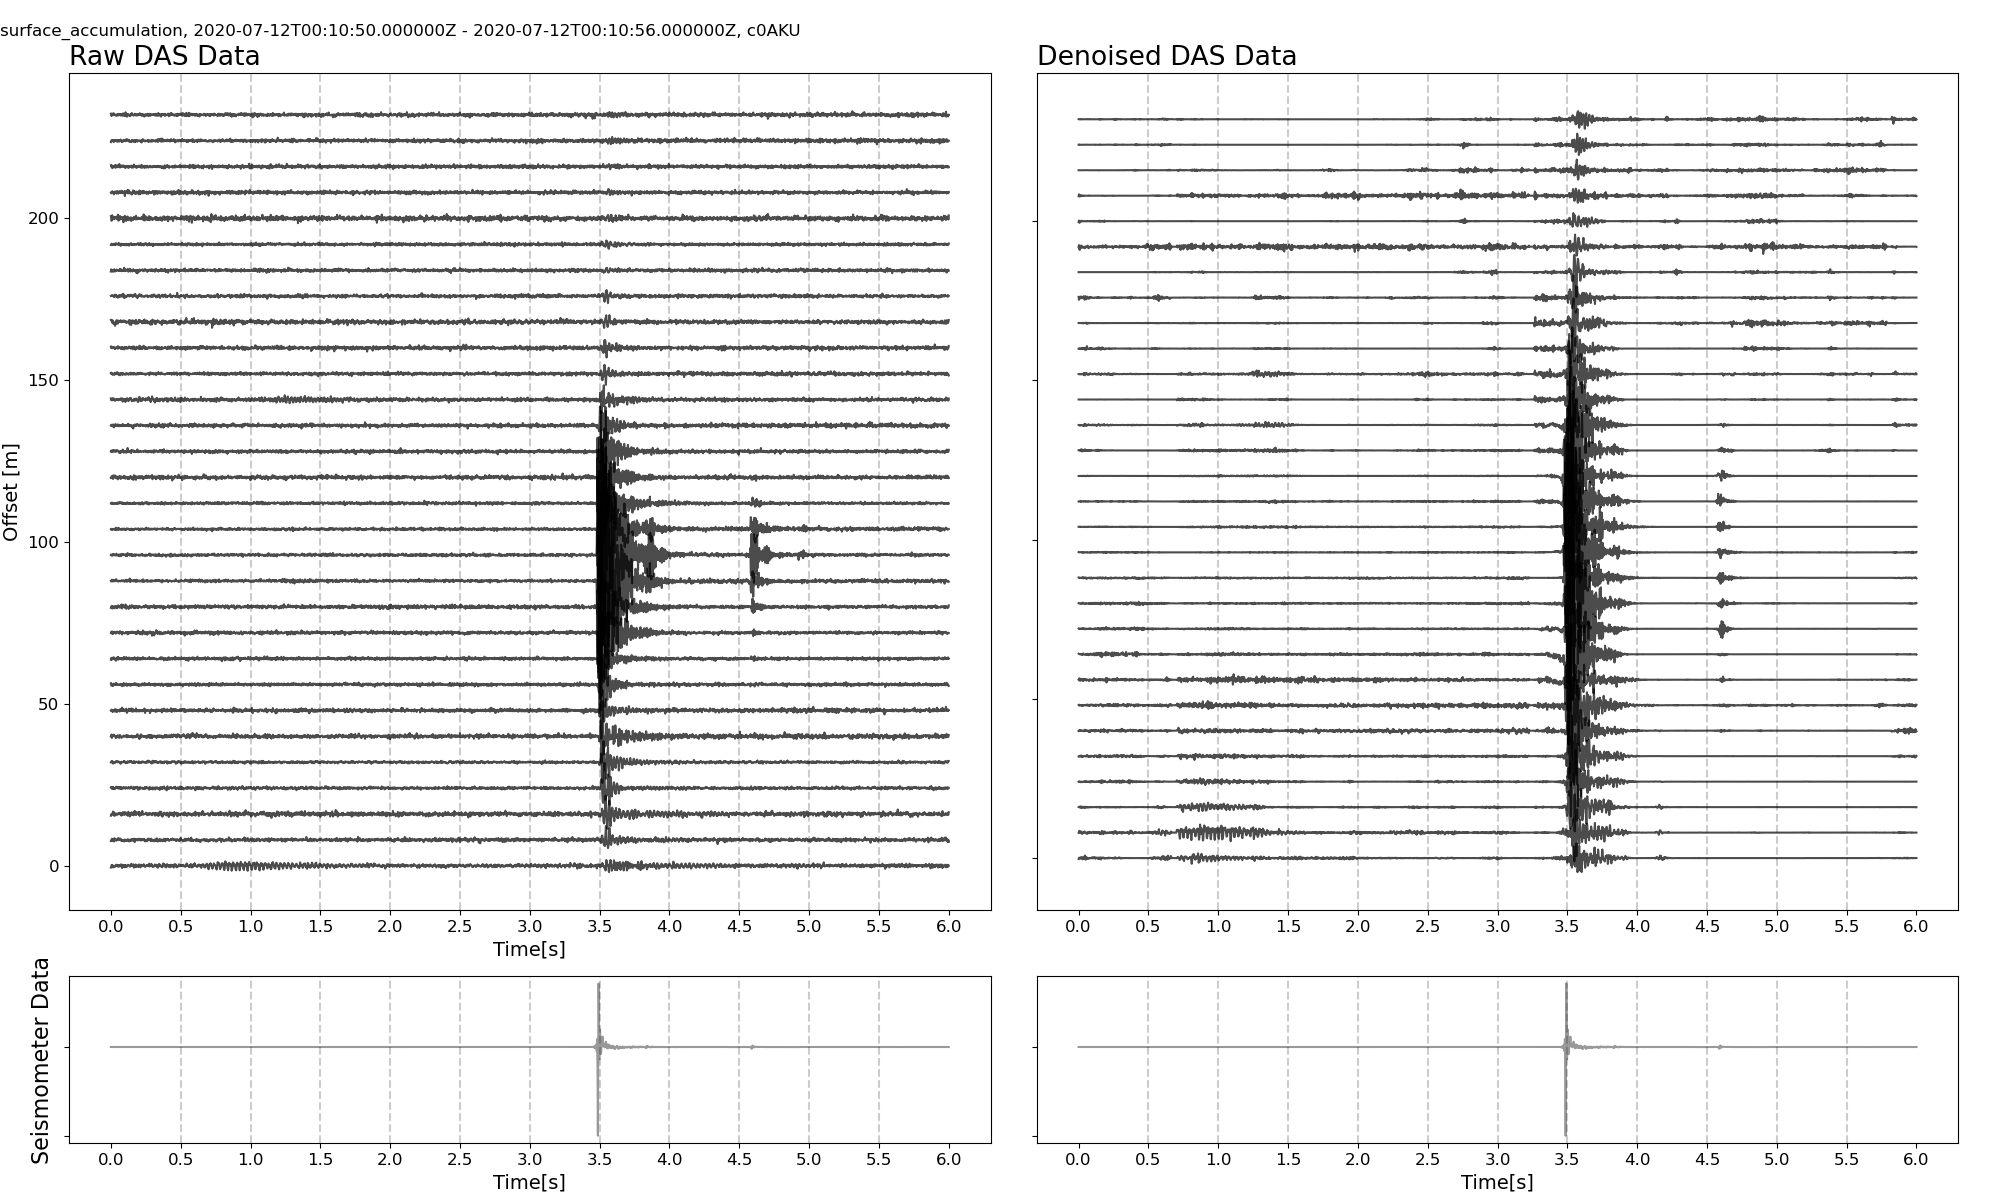 surface_accumulation, 2020-07-12T00:10:50.000000Z - 2020-07-12T00:10:56.000000Z, c0AKU
Raw DAS Data
Denoised DAS Data
Offset [m]
200
150
100
50
0
0.0 0.5 1.0 1.5 2.0 2.5 3.0 3.5 4.0 4.5 5.0 5.5 6.0
Time[s]
0.0 0.5 1.0 1.5 2.0 2.5 3.0 3.5 4.0 4.5 5.0 5.5 6.0
Seismometer Data
0.0 0.5 1.0 1.5 2.0 2.5 3.0 3.5 4.0 4.5 5.0 5.5 6.0
Time[s]
0.0 0.5 1.0 1.5 2.0 2.5 3.0 3.5 4.0 4.5 5.0 5.5 6.0
Time[s]